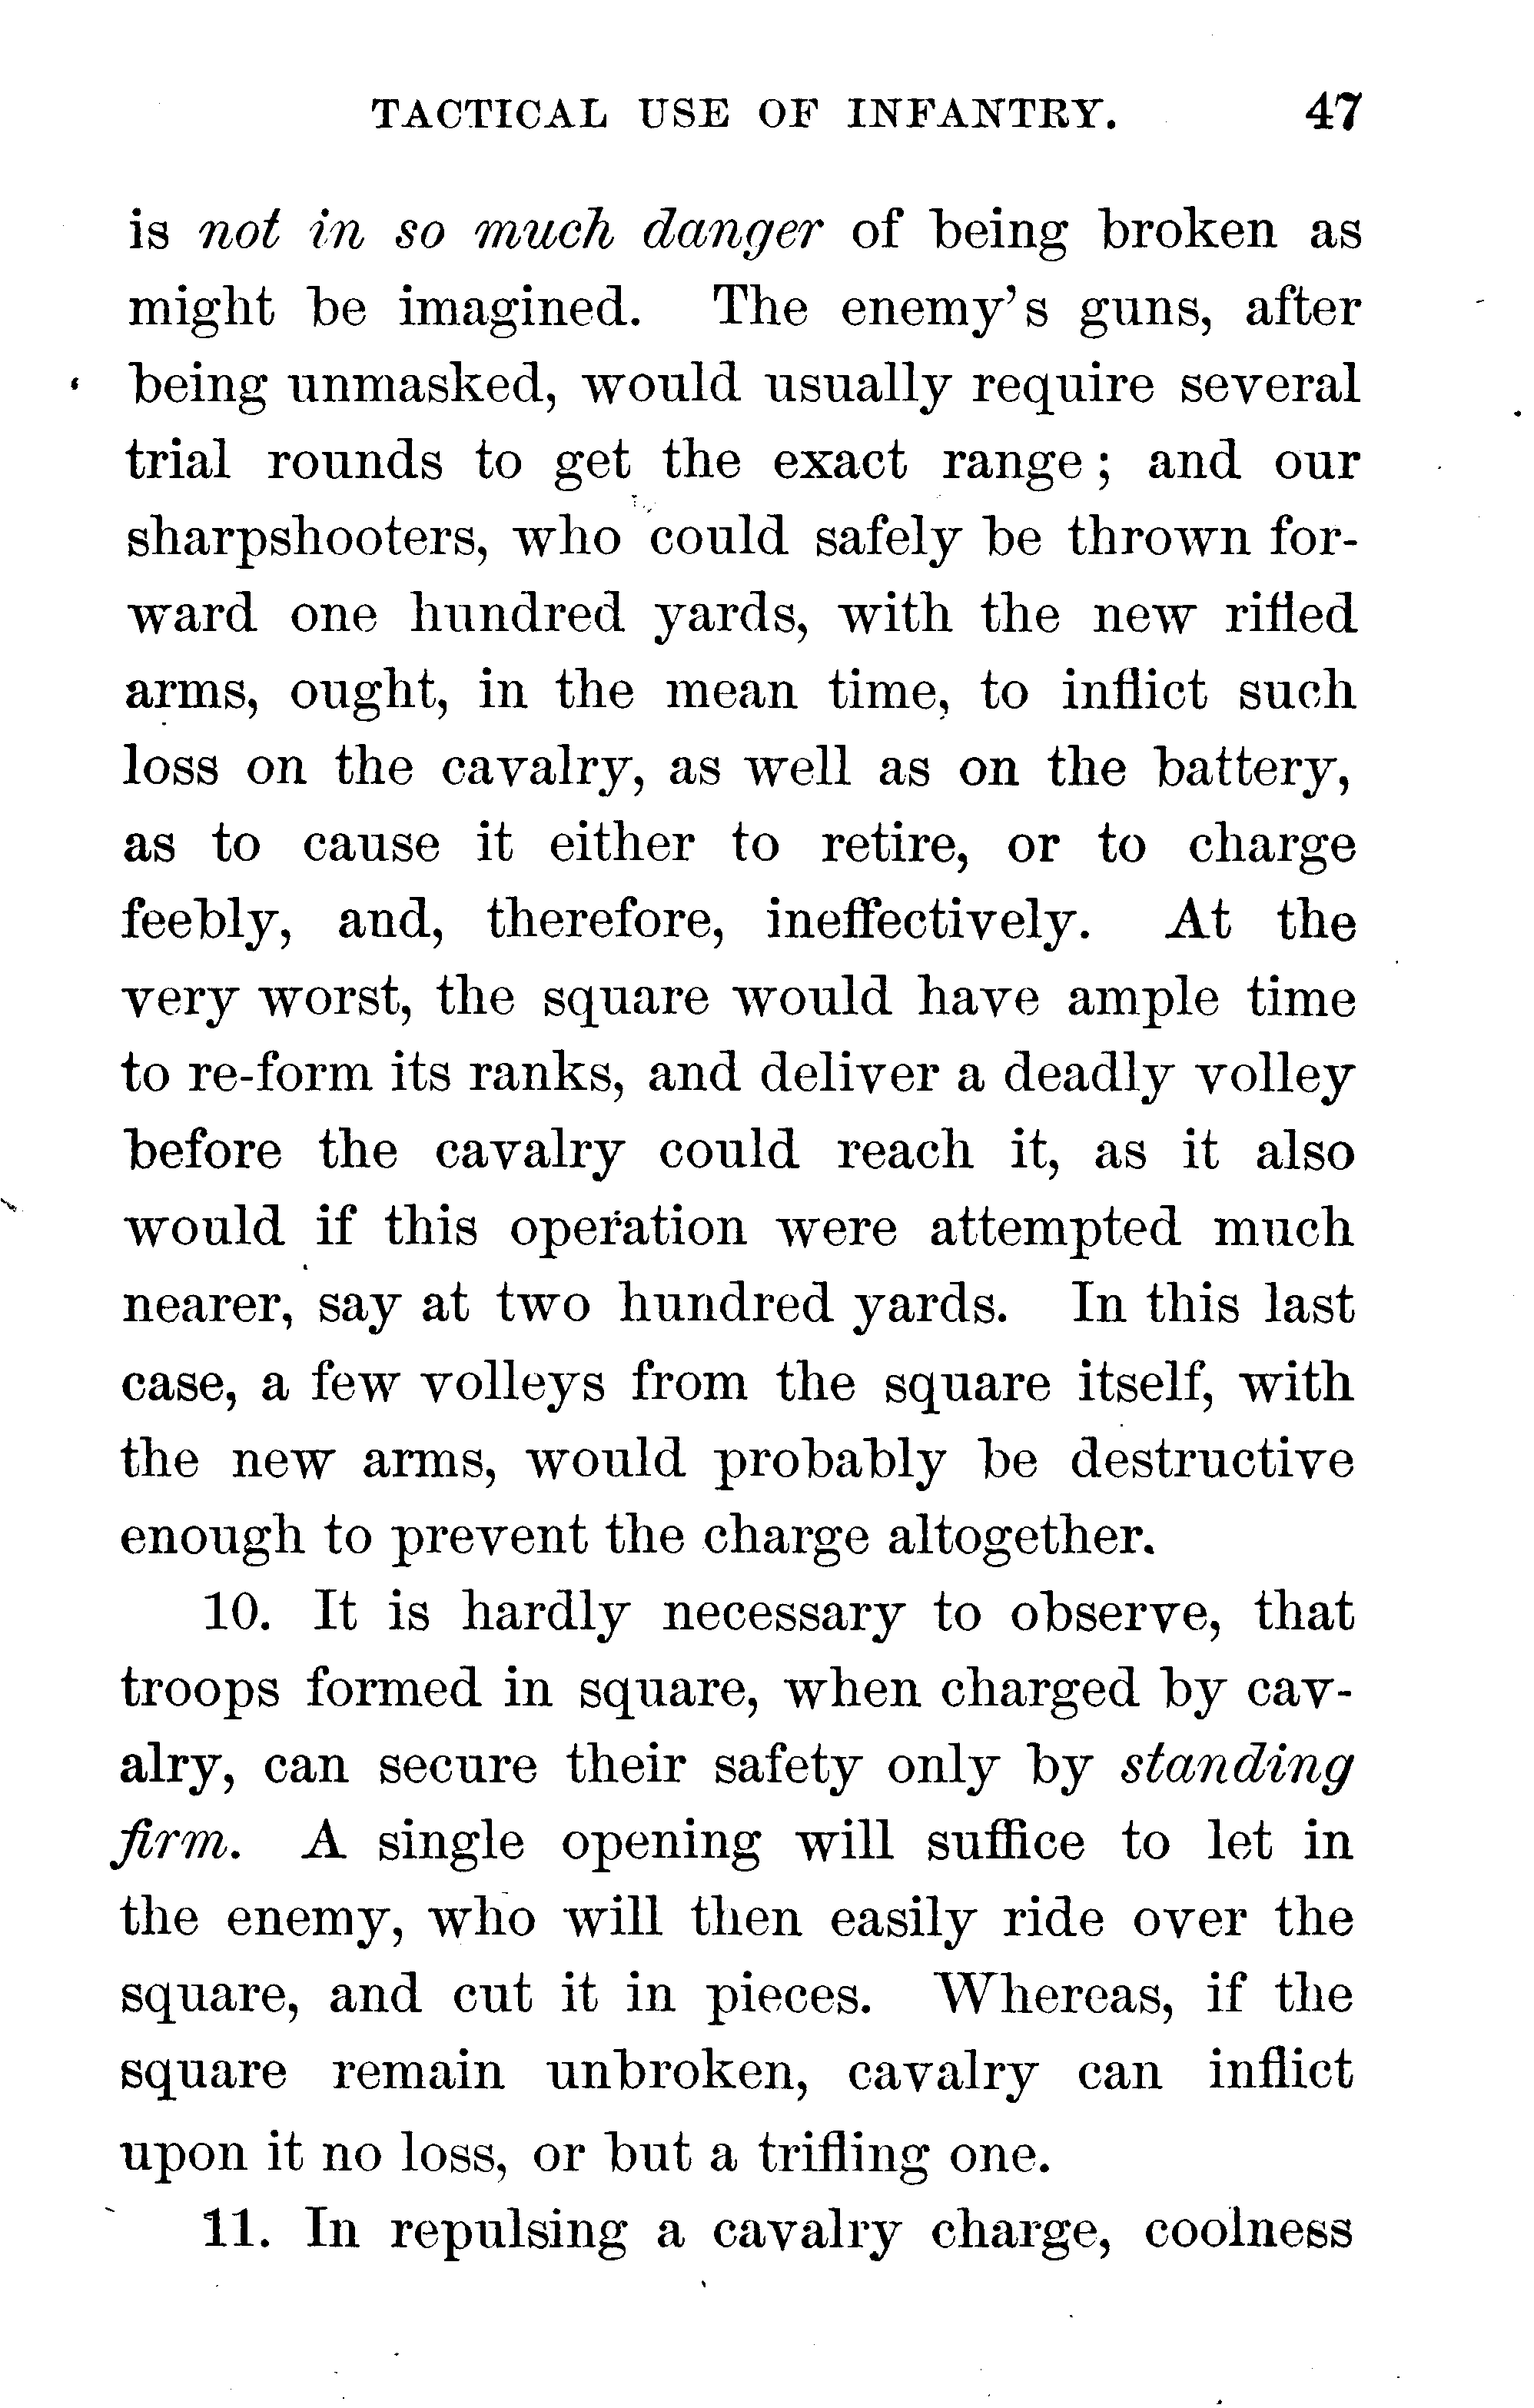 TACTICAL USE OF INFANTRY. 47
is not in so much danger of being broken as
might be imagined. The enemy's guns, after
being unmasked, would usually require several
trial rounds to get the exact range; and our
sharpshooters, who could safely be thrown for-
ward one hundred yards, with the new rifled
arms, ought, in the mean time, to inflict such
loss on the cavalry, as well as on the battery,
as to cause it either to retire, or to charge
feebly, and, therefore, ineffectively. At the
very worst, the square would have ample time
to re-form its ranks, and deliver a deadly volley
before the cavalry could reach it, as it also
would if this operation were attempted much
nearer, say at two hundred yards. In this last
case, a few volleys from the square itself, with
the new arms, would probably be destructive
enough to prevent the charge altogether.
10. It is hardly necessary to observe, that
troops formed in square, when charged by cav-
alry, can secure their safety only by standing
firm. A single opening will suffice to let in
the enemy, who will then easily ride over the
square, and cut it in pieces. Whereas, if the
square remain unbroken, cavalry can inflict
upon it no loss, or but a trifling one.
11. In repulsing a cavalry charge, coolness